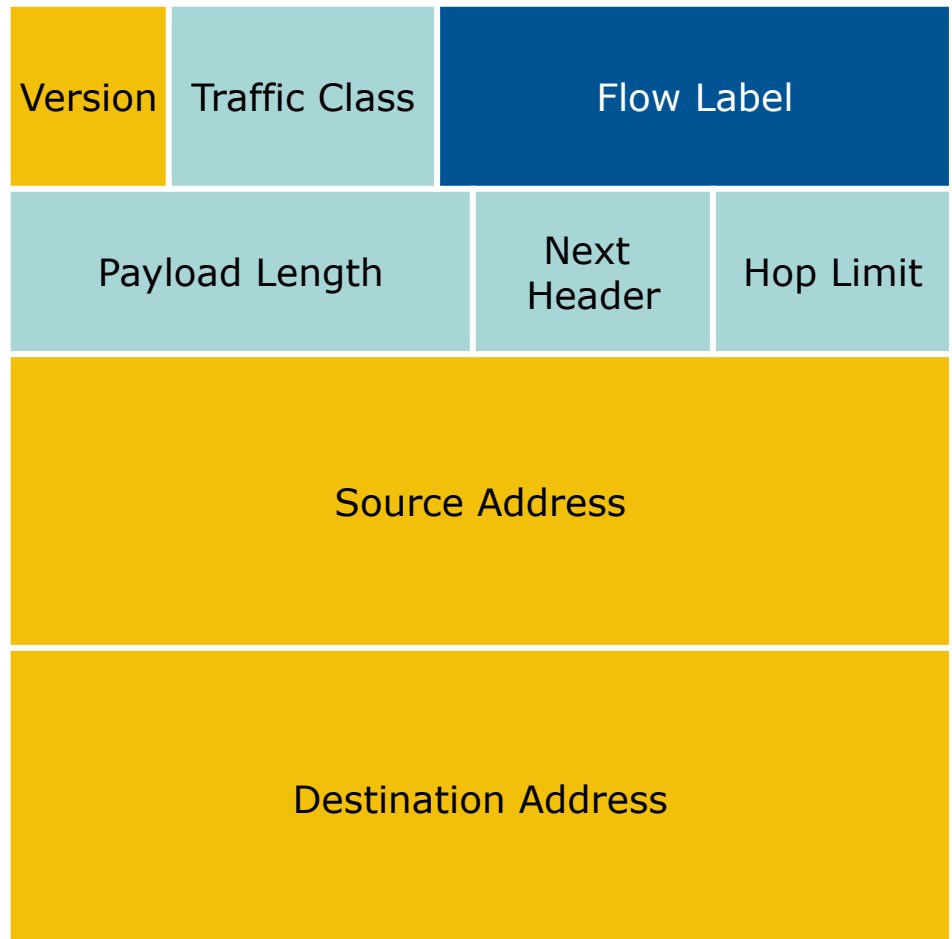 Version
Traffic Class
Flow Label
Payload Length
Next
Header
Hop Limit
Source Address
Destination Address